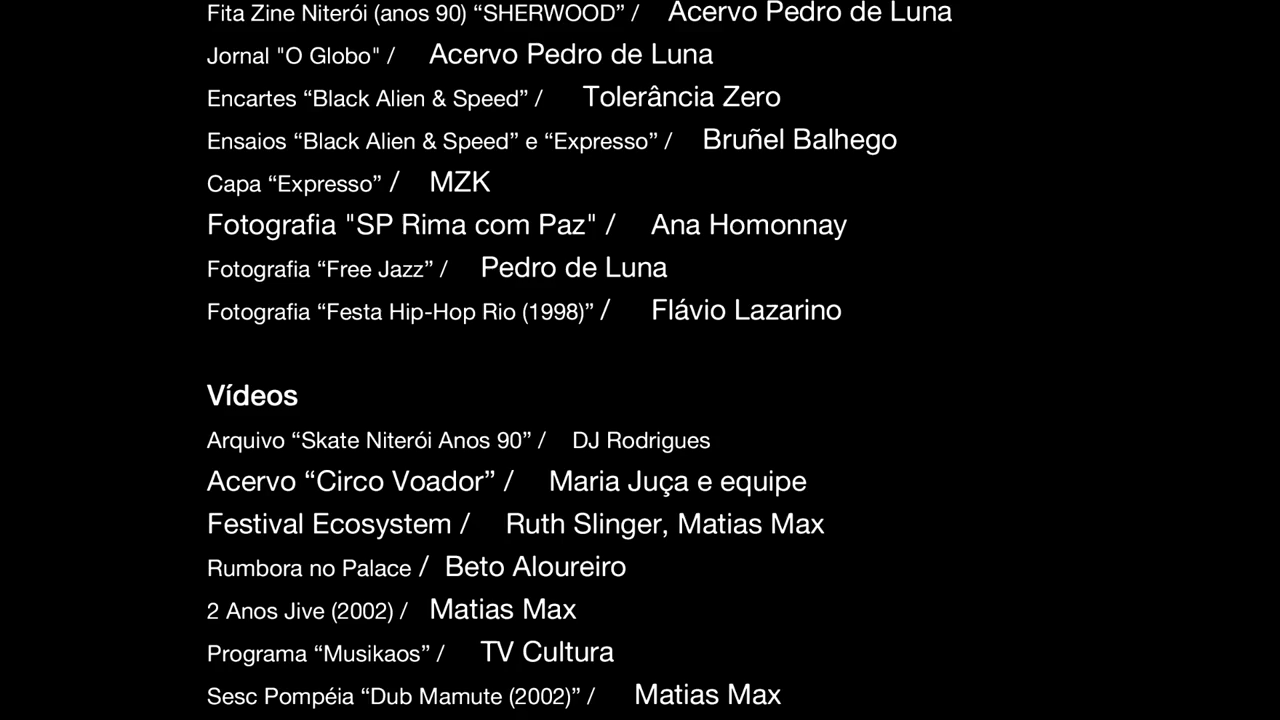 Fita Zine Niterói (anos 90) “SHERWOOD” / Acervo Pedro de Luna
Jornal "O Globo" / Acervo Pedro de Luna
Encartes “Black Alien & Speed” / Tolerância Zero
Ensaios “Black Alien & Speed” e “Expresso” / Bruñel Balhego
Capa “Expresso” / MZK
Fotografia "SP Rima com Paz" / Ana Homonnay
Fotografia “Free Jazz” / Pedro de Luna
Fotografia “Festa Hip-Hop Rio (1998)” / Flávio Lazarino
Vídeos
Arquivo “Skate Niterói Anos 90” / DJ Rodrigues
Acervo “Circo Voador” / Maria Juça e equipe
Festival Ecosystem / Ruth Slinger, Matias Max
Rumbora no Palace / Beto Aloureiro
2 Anos Jive (2002) / Matias Max
Programa “Musikaos” / TV Cultura
Sesc Pompéia “Dub Mamute (2002)” / Matias Max